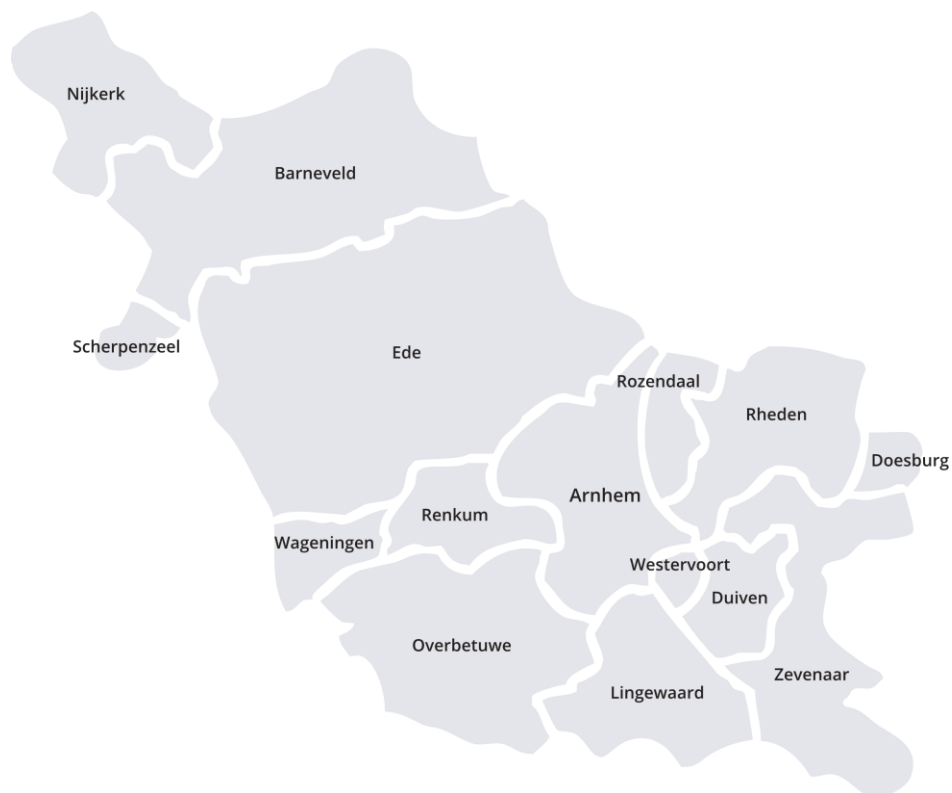 Nijkerk
Barneveld
Scherpenzeel
Ede
Rozendaal
Rheden
Doesburg
Arnhem
Renkum
Wageningen
Westervoort
Duiven
Overbetuwe
Zevenaar
Lingewaard